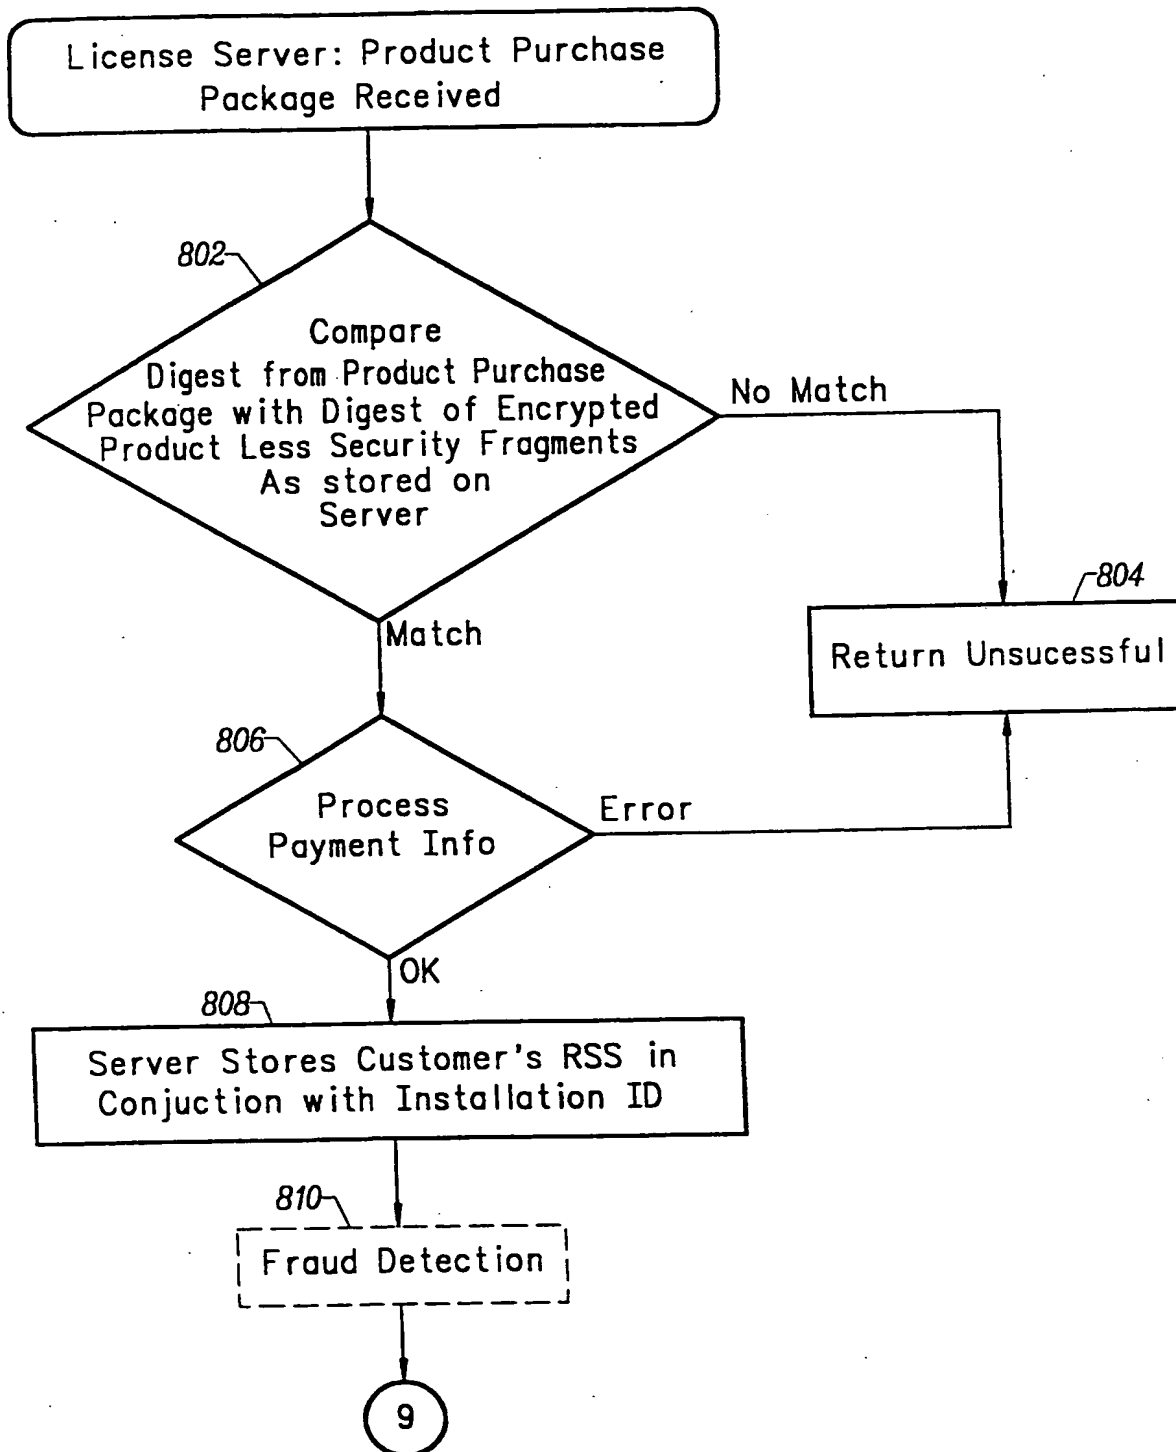 License Server: Product Purchase
Package Received
802
Compare
Digest from Product Purchase
Package with Digest of Encrypted
Product Less Security Fragments
As stored on
Server
No Match
804
Return Unsucessful
Match
806
Process
Payment Info
Error
OK
808
Server Stores Customer's RSS in
Conjuction with Installation ID
810
Fraud Detection
9